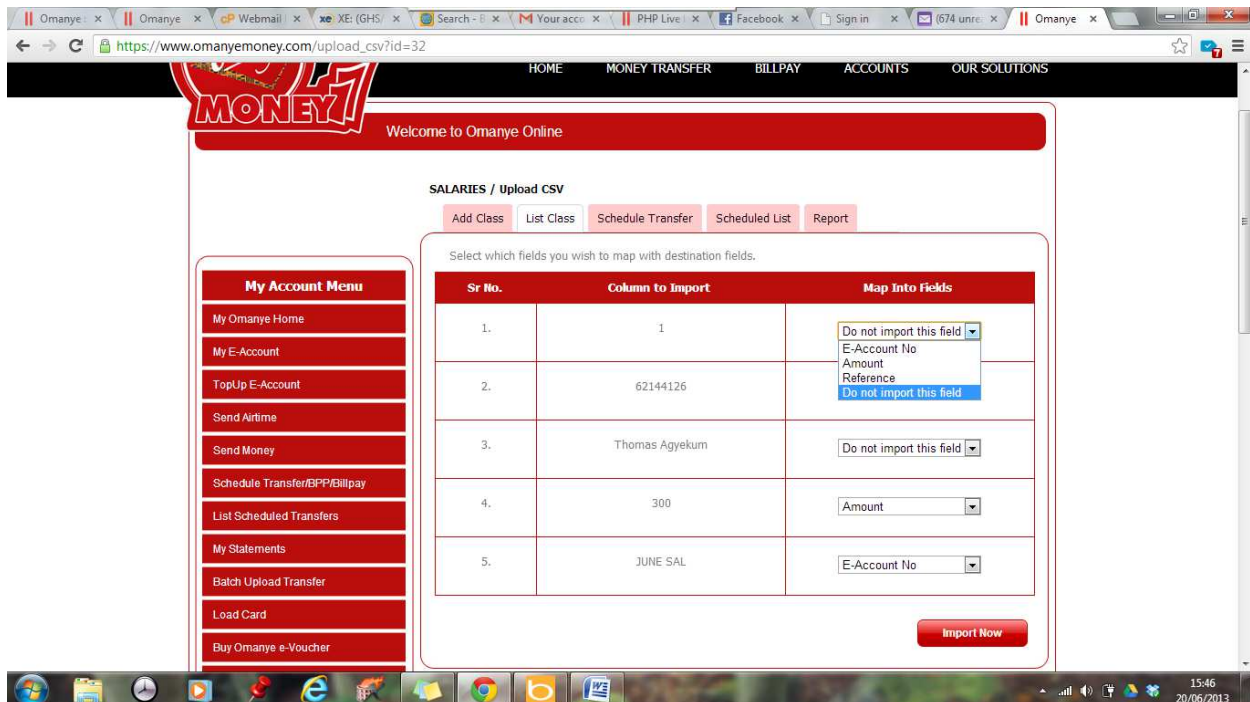 Omanye
Omanye
cP Webmail
xe XE: (GHS/
Search - B
Your acco
PHP Live
Facebook
Sign in
(674 unre
Omanye
https://www.omanyemoney.com/upload_csv?id=32
MONEY
HOME MONEY TRANSFER BILLPAY ACCOUNTS OUR SOLUTIONS
Welcome to Omanye Online
SALARIES / Upload CSV
Add Class List Class Schedule Transfer Scheduled List Report
Select which fields you wish to map with destination fields.
Sr No. Column to Import Map Into Fields
1. 1 Do not import this field
E-Account No
Amount
Reference
Do not import this field
2. 62144126
3. Thomas Agyekum Do not import this field
4. 300 Amount
5. JUNE SAL E-Account No
Import Now
My Account Menu
My Omanye Home
My E-Account
TopUp E-Account
Send Airtime
Send Money
Schedule Transfer/BPP/Billpay
List Scheduled Transfers
My Statements
Batch Upload Transfer
Load Card
Buy Omanye e-Voucher
15:46
20/06/2013